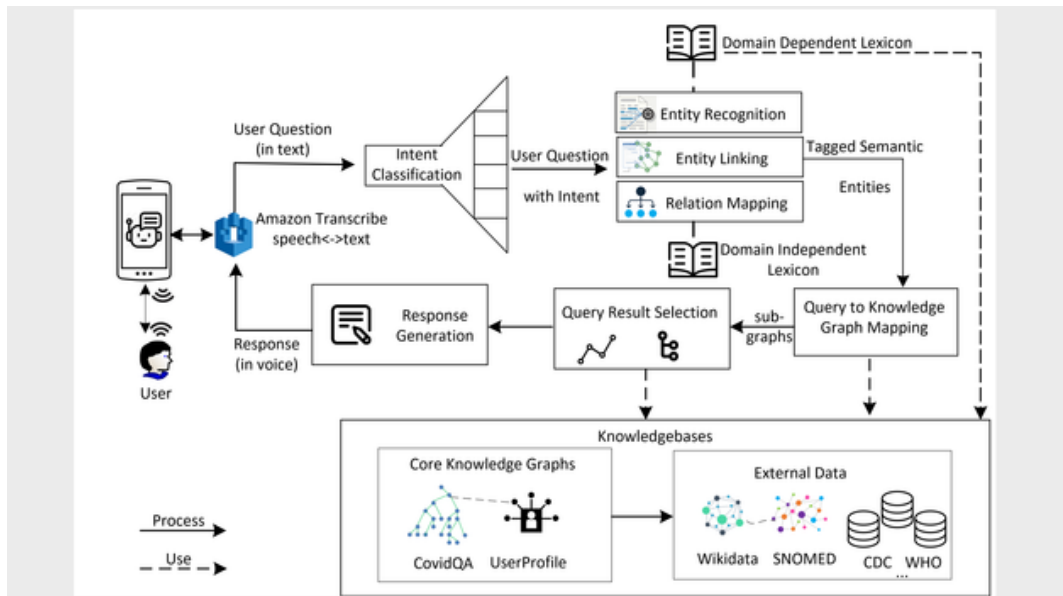 Domain Dependent Lexicon
User Question
(in text)
Intent
Classification
User Question
with Intent
Entity Recognition
Entity Linking
Relation Mapping
Tagged Semantic
Entities
Amazon Transcribe
speech<->text
Domain Independent
Lexicon
Response
Generation
Query Result Selection
sub-
graphs
Query to Knowledge
Graph Mapping
Response
(in voice)
User
Knowledgebases
Core Knowledge Graphs
CovidQA
UserProfile
External Data
Wikidata
SNOMED
CDC
WHO
...
Process
Use